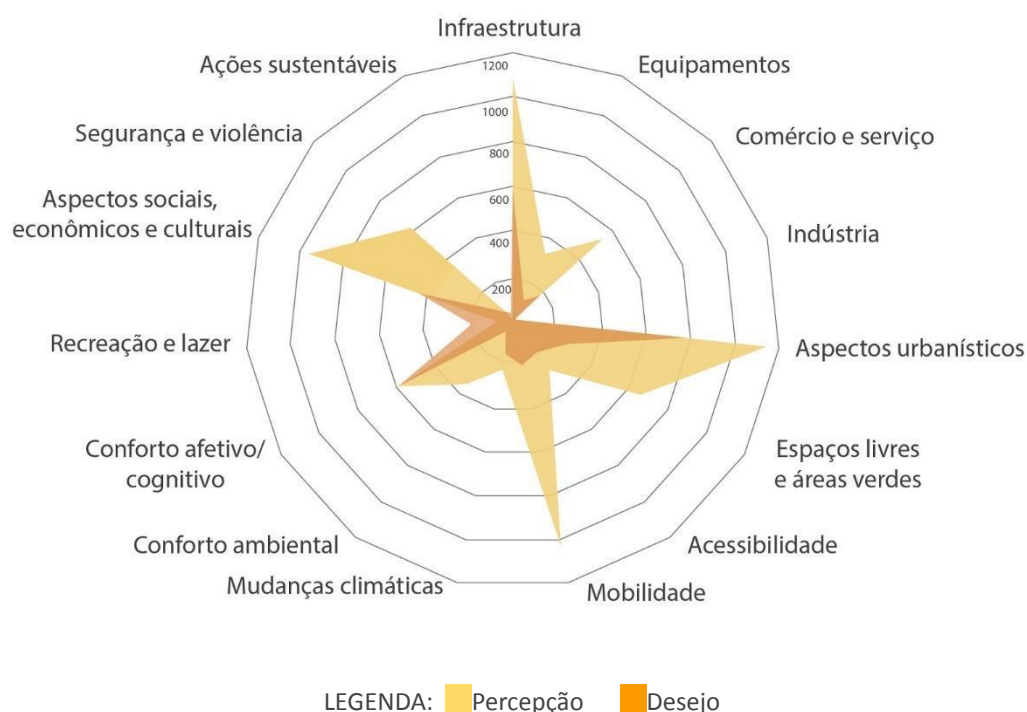 Infraestrutura
Ações sustentáveis
Equipamentos
Segurança e violência
Comércio e serviço
Aspectos sociais,
econômicos e culturais
Indústria
Recreação e lazer
Aspectos urbanísticos
Conforto afetivo/
cognitivo
Espaços livres
e áreas verdes
Conforto ambiental
Acessibilidade
Mudanças climáticas
Mobilidade
1200
1000
800
600
400
200
LEGENDA: Percepção Desejo